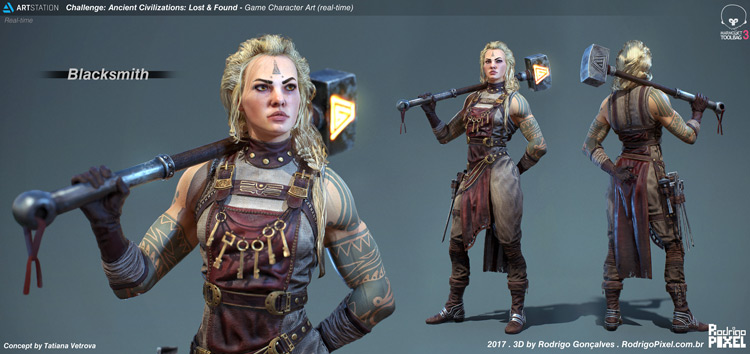 ARTSTATION Challenge: Ancient Civilizations: Lost & Found - Game Character Art (real-time)
Real-time
MARMOSET
TOOLBAG 3
Blacksmith
Concept by Tatiana Vetrova
2017 . 3D by Rodrigo Gonçalves . RodrigoPixel.com.br
Rodrigo
PIXEL